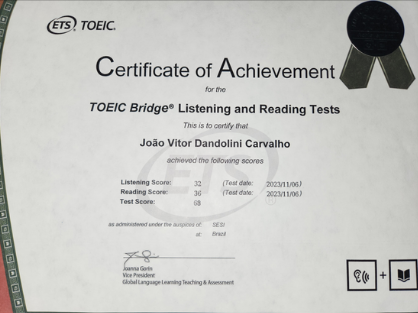 ETS TOEIC.
Certificate of Achievement
for the
TOEIC Bridge® Listening and Reading Tests
This is to certify that
João Vitor Dandolini Carvalho
achieved the following scores
Listening Score: 32 (Test date: 2023/11/06)
Reading Score: 36 (Test date: 2023/11/06)
Test Score: 68
as administered under the auspices of: SESI
at: Brazil
Joanna Gorin
Vice President
Global Language Learning Teaching & Assessment
+
ETS